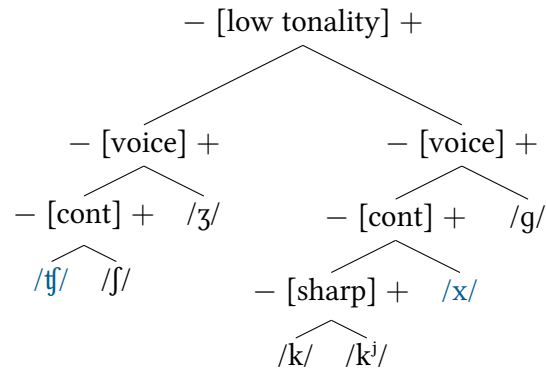 − [low tonality] +
− [voice] + − [voice] +
− [cont] + /ʒ/ − [cont] + /ɡ/
/ʧ/ /ʃ/ − [sharp] + /x/
/k/ /kʲ/